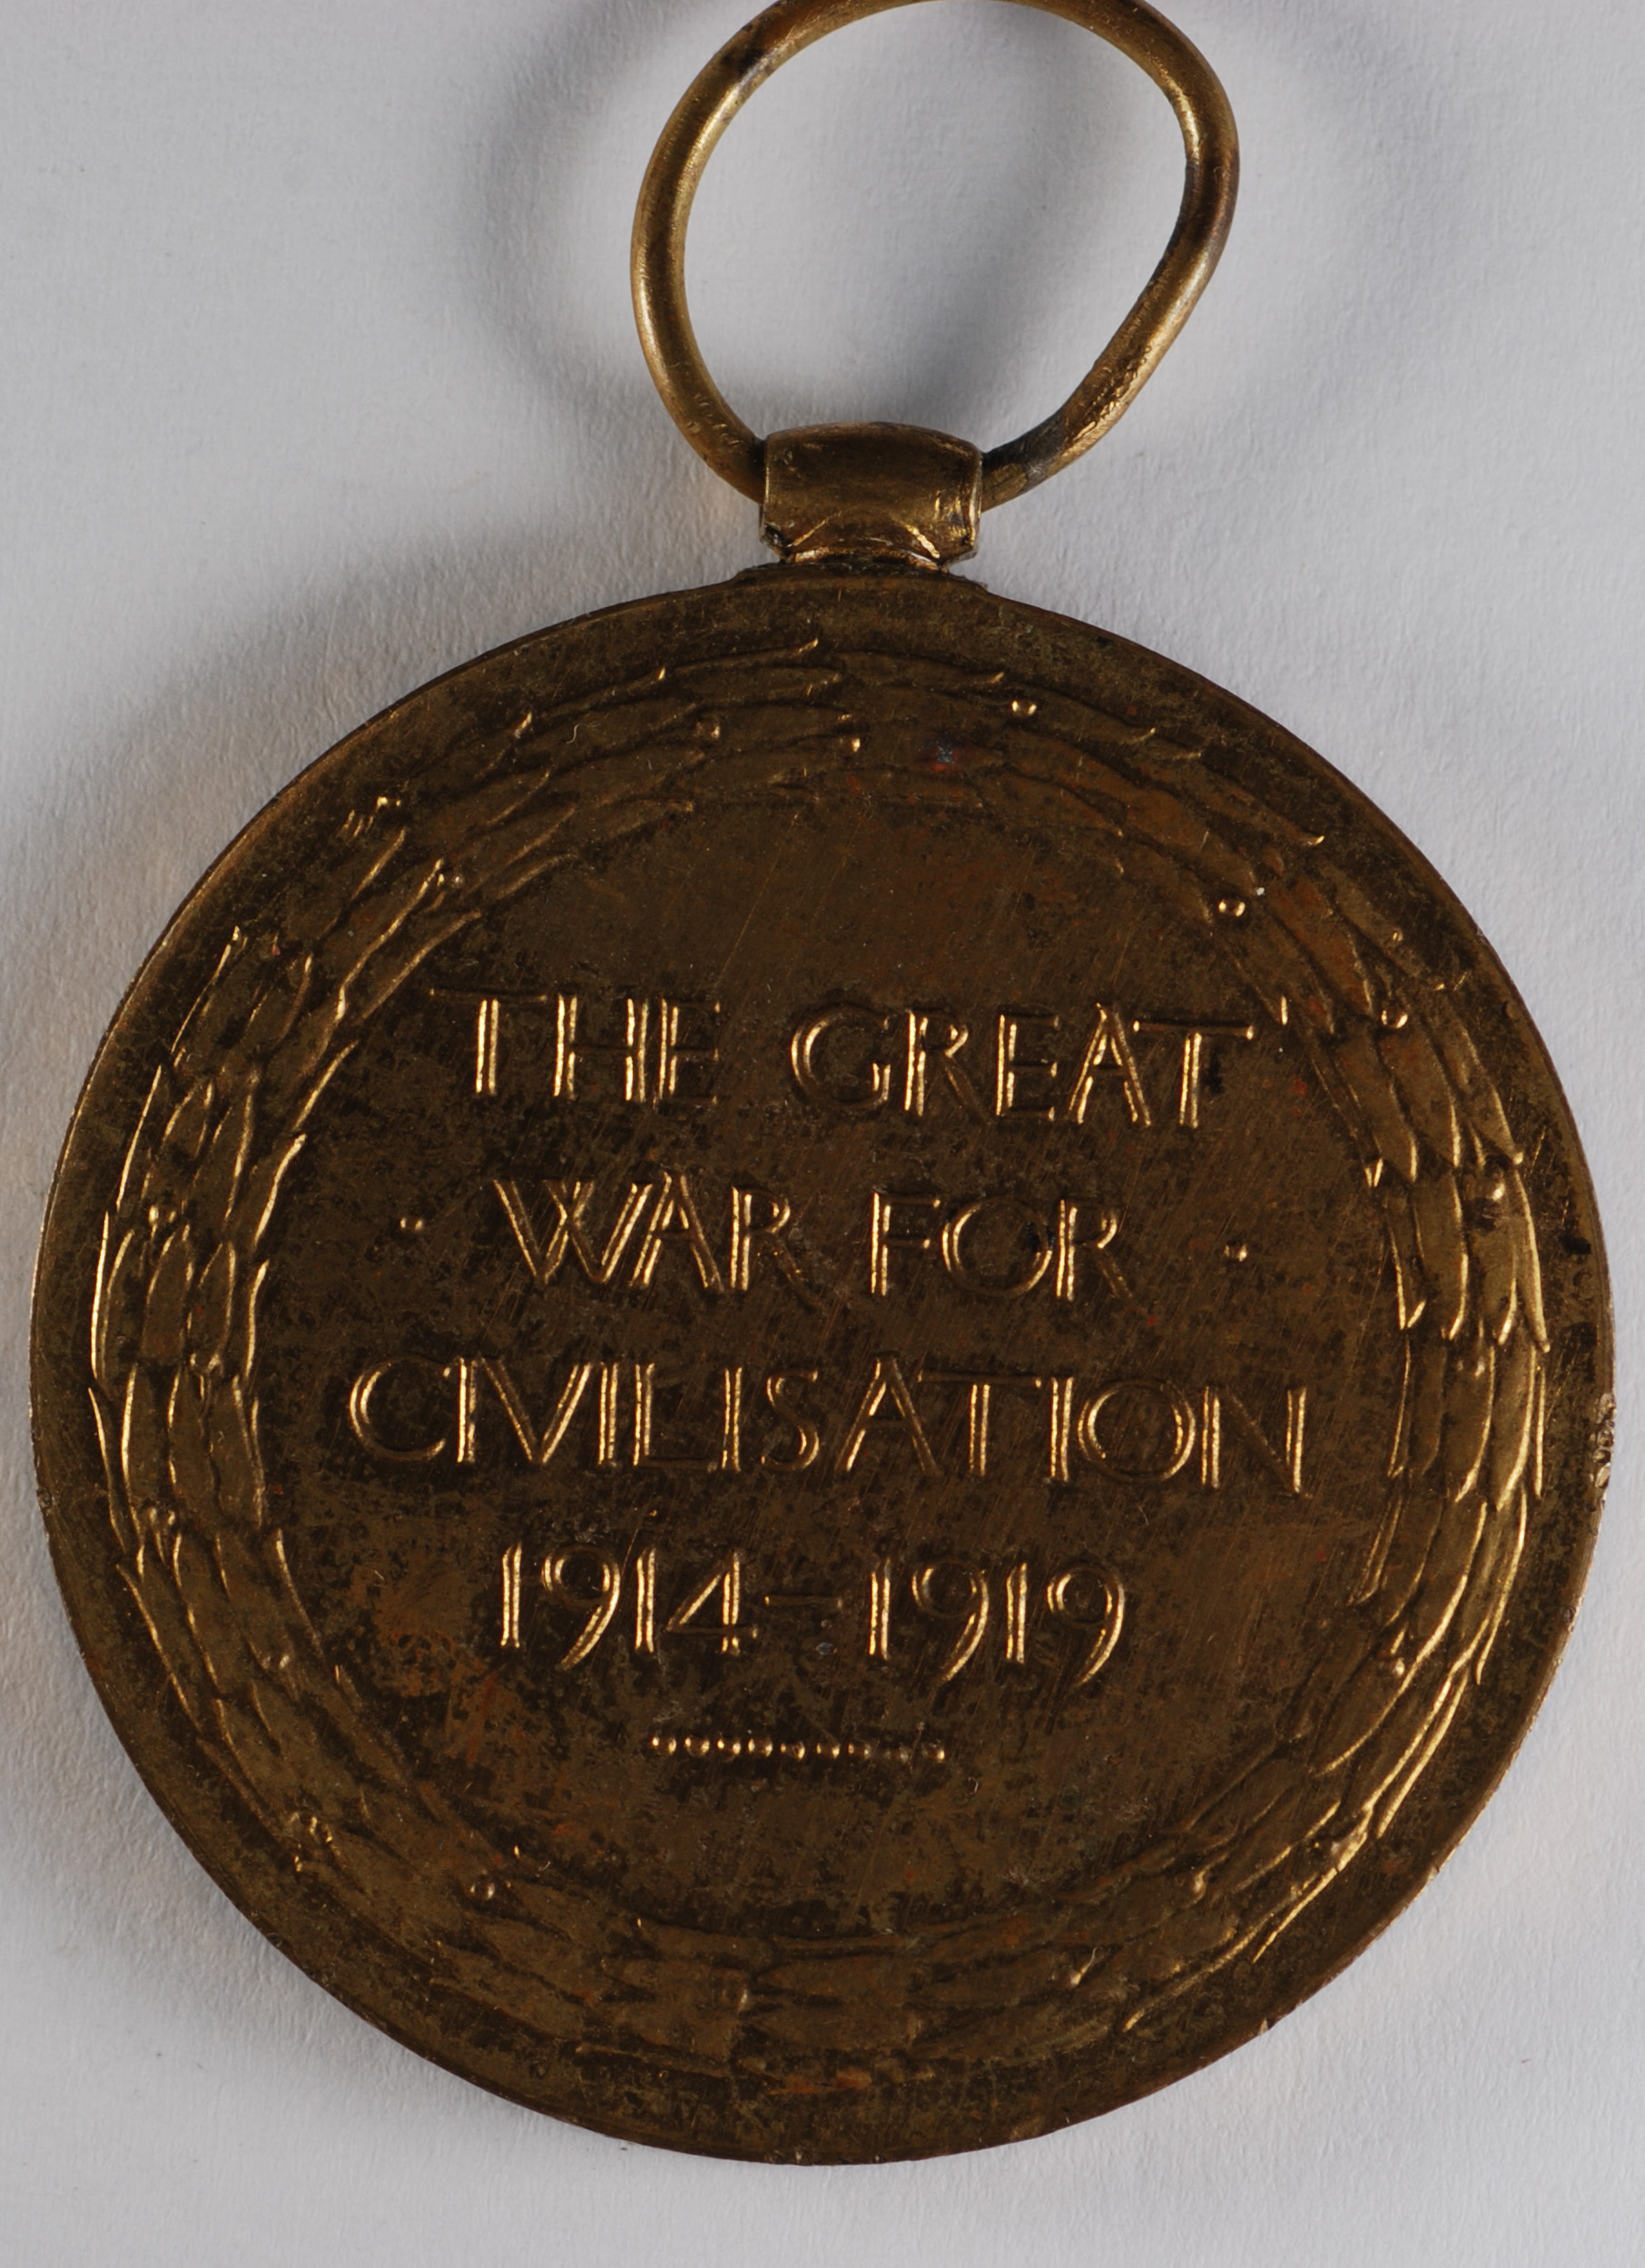 THE GREAT
· WAR FOR ·
CIVILISATION
1914-1919